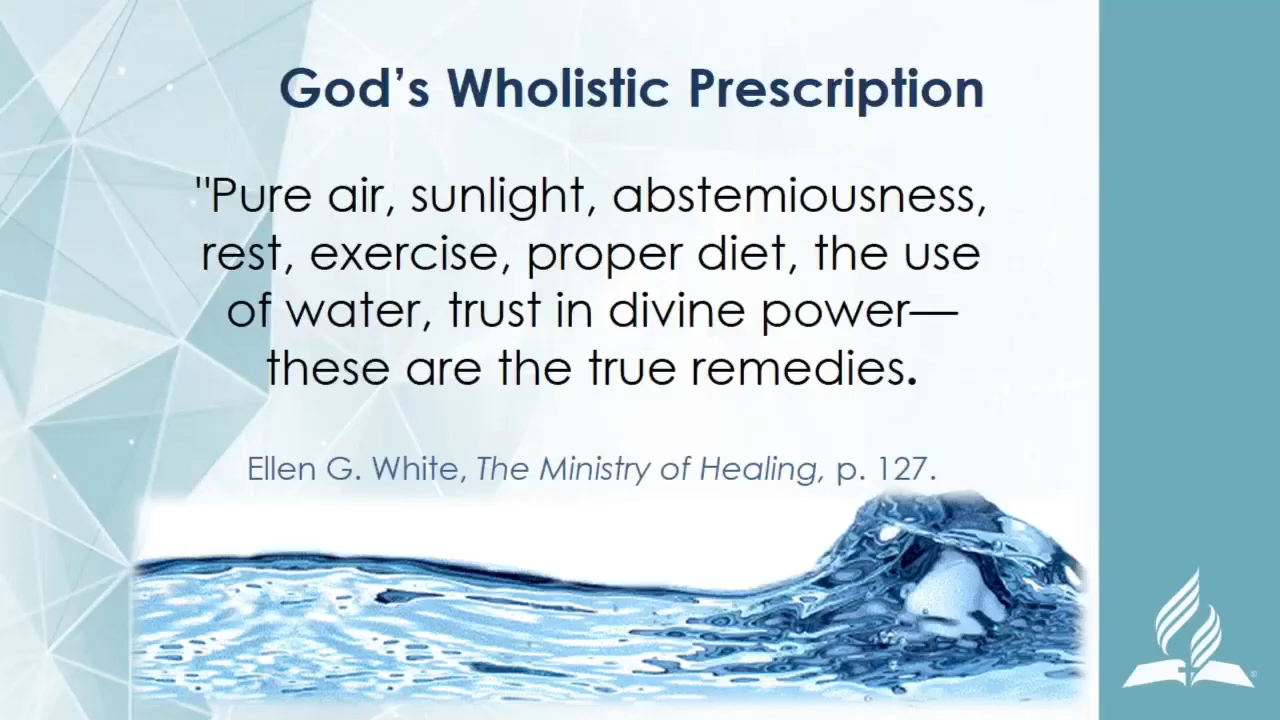 God’s Wholistic Prescription
"Pure air, sunlight, abstemiousness,
rest, exercise, proper diet, the use
of water, trust in divine power—
these are the true remedies.
Ellen G. White, The Ministry of Healing, p. 127.